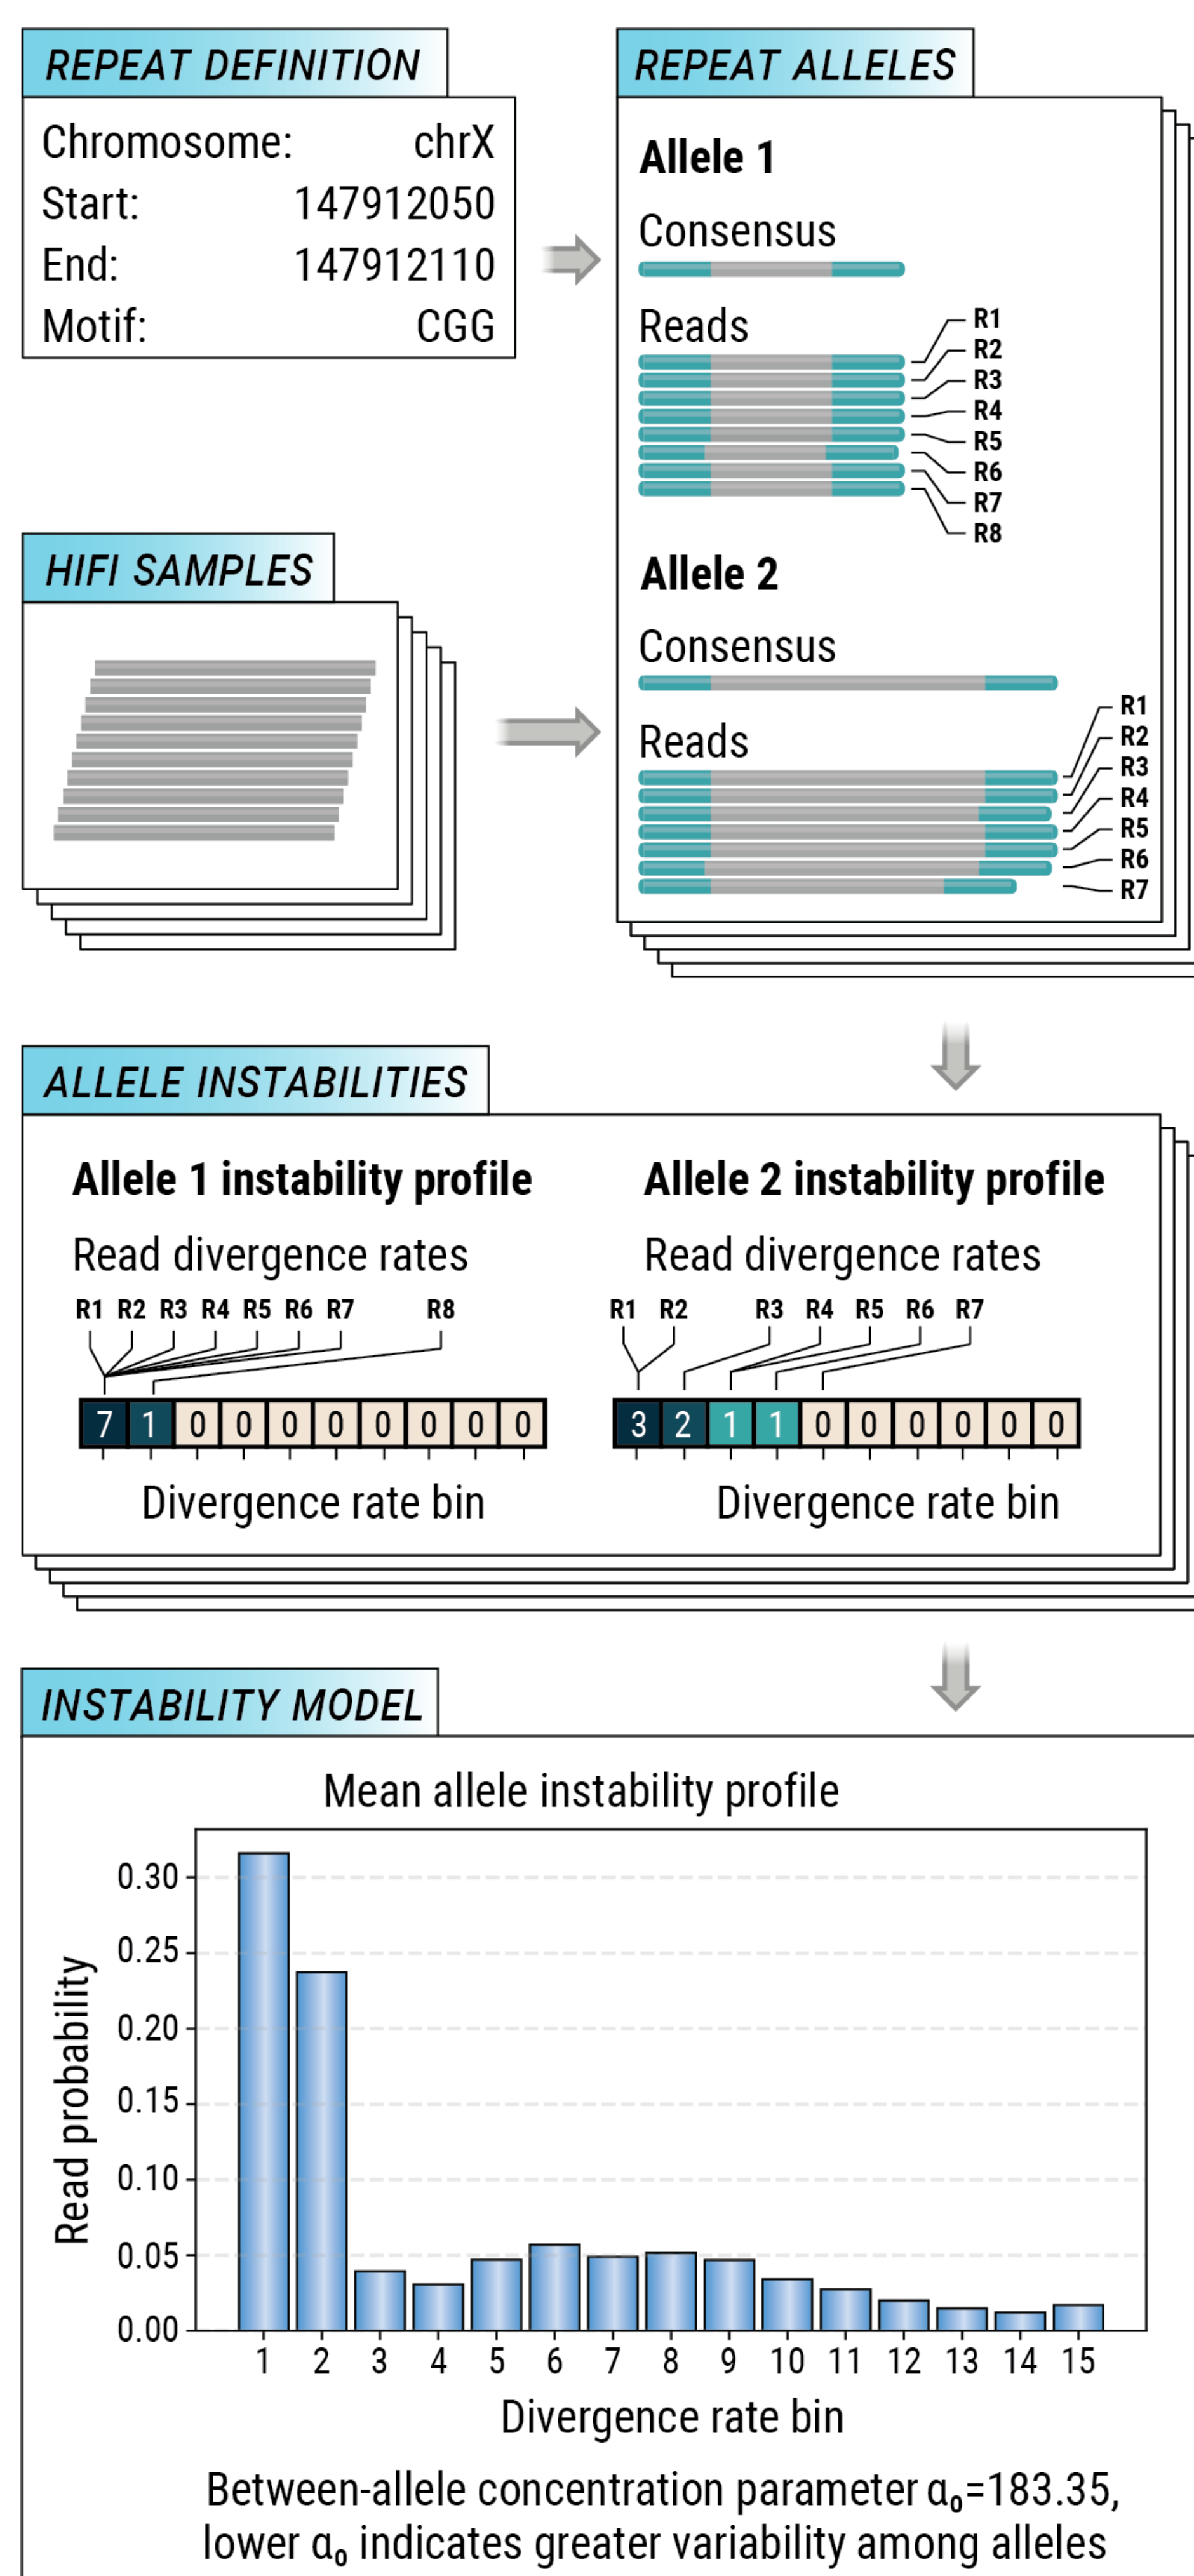 REPEAT DEFINITION
Chromosome: chrX
Start: 147912050
End: 147912110
Motif: CGG
HIFI SAMPLES
REPEAT ALLELES
Allele 1
Consensus
Reads
R1
R2
R3
R4
R5
R6
R7
R8
Allele 2
Consensus
Reads
R1
R2
R3
R4
R5
R6
R7
ALLELE INSTABILITIES
Allele 1 instability profile
Read divergence rates
R1 R2 R3 R4 R5 R6 R7 R8
7 1 0 0 0 0 0 0 0 0
Divergence rate bin
Allele 2 instability profile
Read divergence rates
R1 R2 R3 R4 R5 R6 R7
3 2 1 1 0 0 0 0 0 0
Divergence rate bin
INSTABILITY MODEL
Mean allele instability profile
Read probability
0.30
0.25
0.20
0.15
0.10
0.05
0.00
1 2 3 4 5 6 7 8 9 10 11 12 13 14 15
Divergence rate bin
Between-allele concentration parameter α₀=183.35,
lower α₀ indicates greater variability among alleles